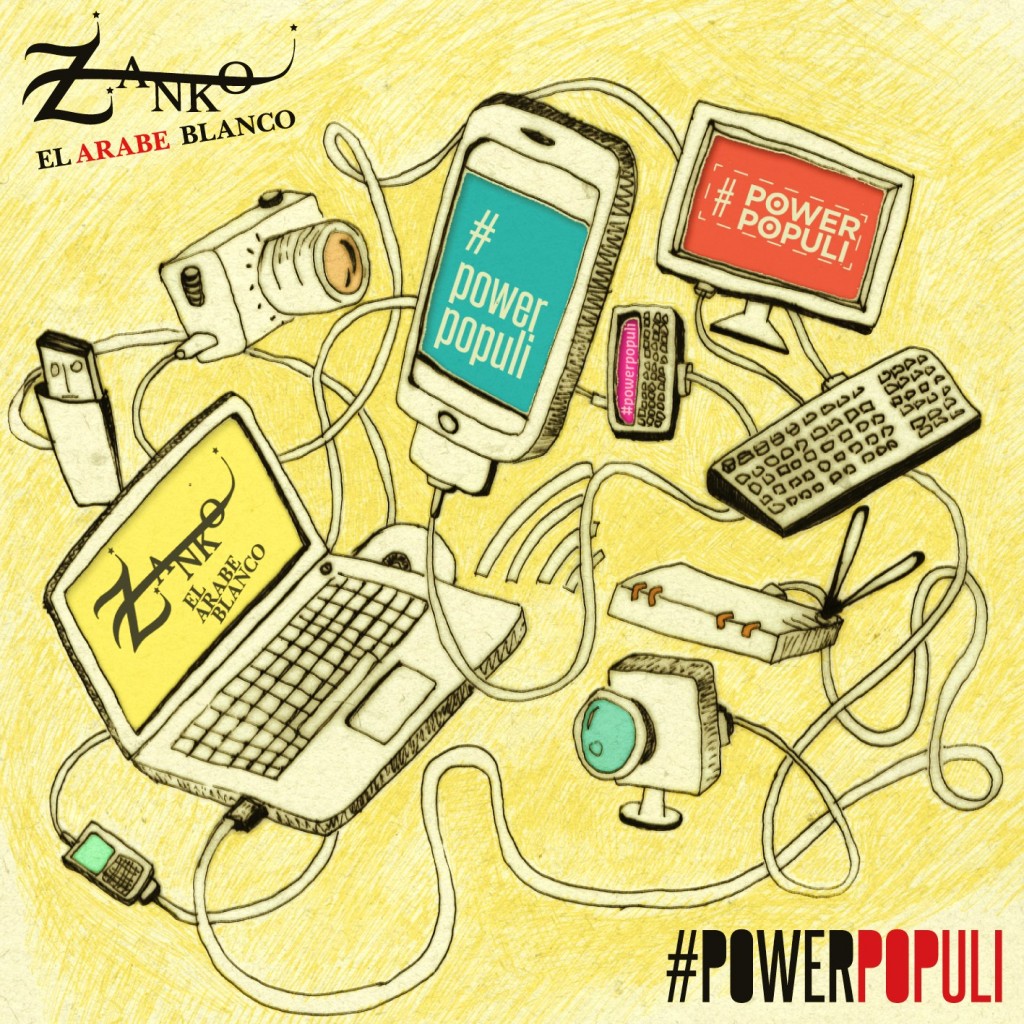 ZANKO
EL ARABE BLANCO
#
power
populi
# POWER
POPULI
#powerpopuli
ZANKO
EL
ARABE
BLANCO
#POWERPOPULI